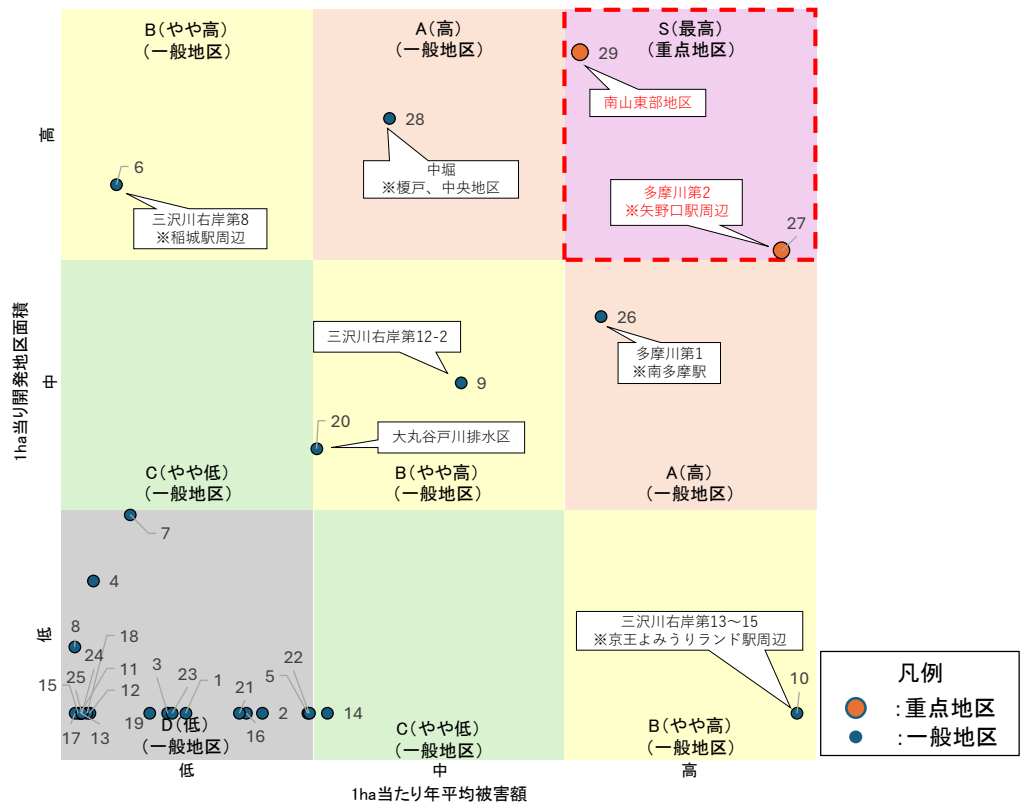 B(やや高)
(一般地区)
A(高)
(一般地区)
S(最高)
(重点地区)
29
南山東部地区
28
中堀
※榎戸、中央地区
6
三沢川右岸第8
※稲城駅周辺
多摩川第2
※矢野口駅周辺
27
高
26
多摩川第1
※南多摩駅
三沢川右岸第12-2
9
20
大丸谷戸川排水区
中
1ha当り開発地区面積
C(やや低)
(一般地区)
B(やや高)
(一般地区)
A(高)
(一般地区)
7
4
8
18
24
11
25
12
15
3
23
1
21
5
22
14
17
13
19
16
2
低
D(低)
(一般地区)
C(やや低)
(一般地区)
三沢川右岸第13～15
※京王よみうりランド駅周辺
10
B(やや高)
(一般地区)
低
中
高
1ha当たり年平均被害額
凡例
:重点地区
:一般地区